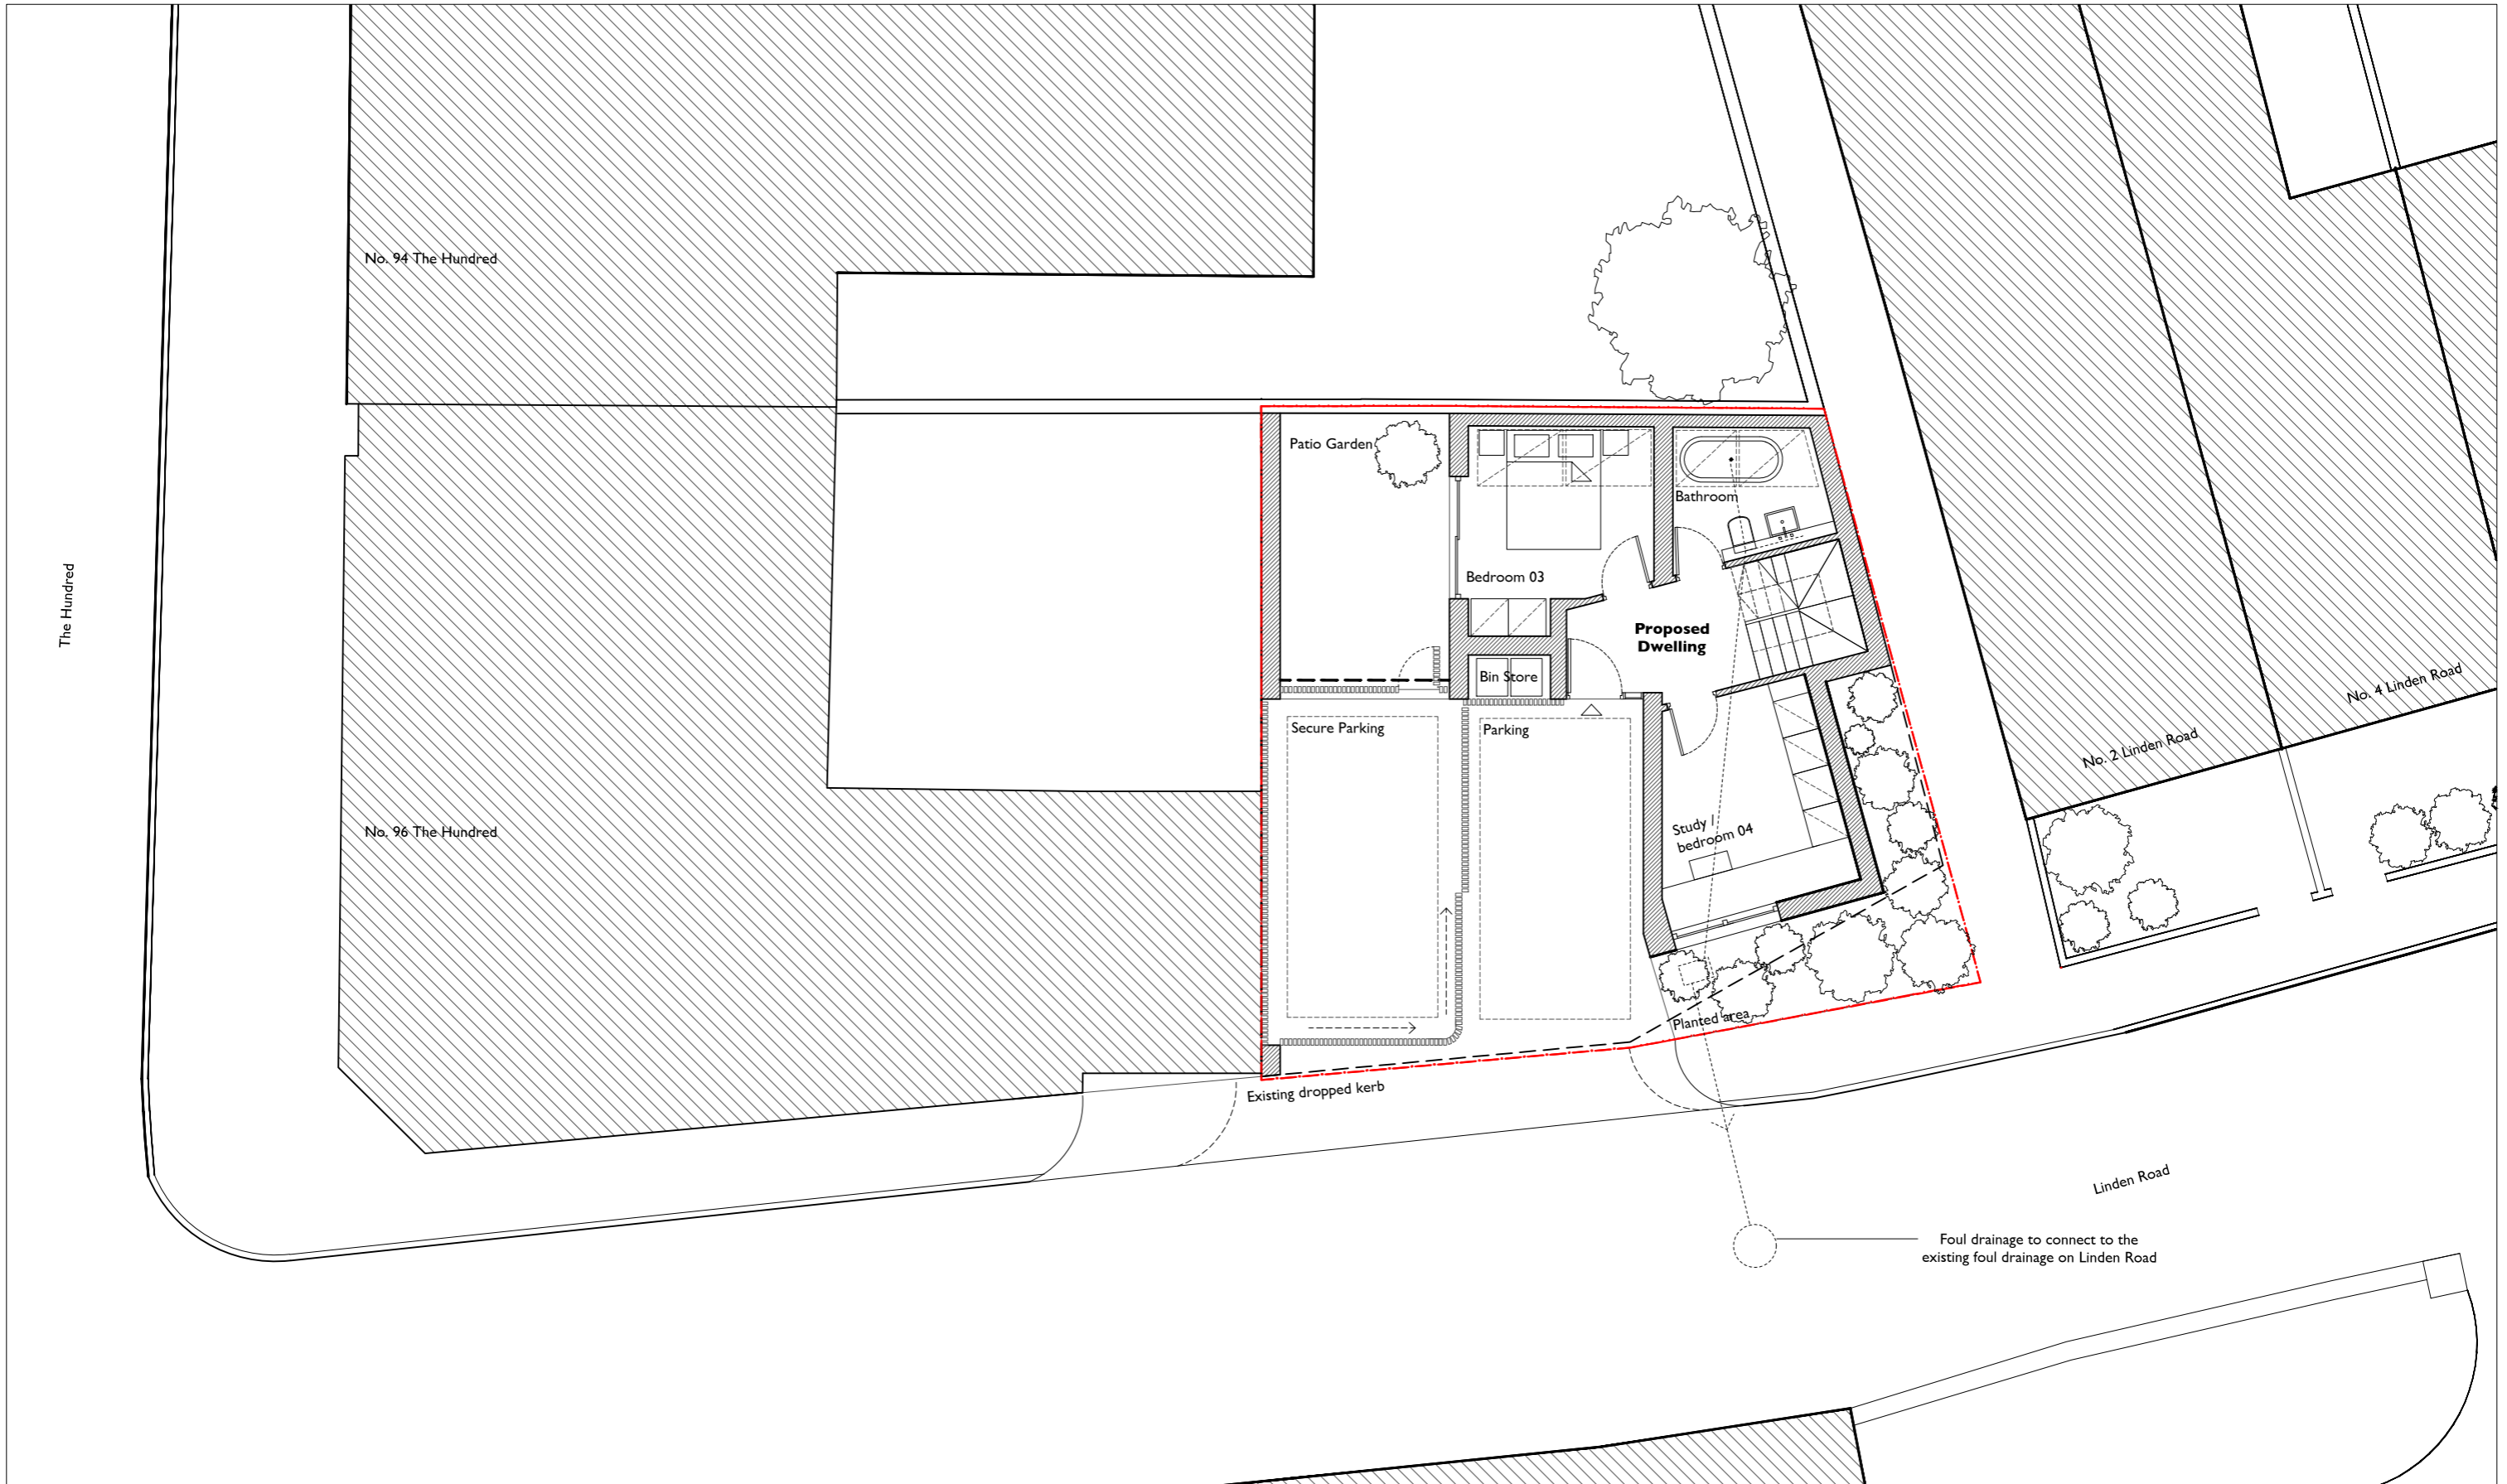 No. 94 The Hundred
Patio Garden
Bathroom
The Hundred
Bedroom 03
Proposed
Dwelling
Bin Store
No. 4 Linden Road
Secure Parking
Parking
No. 2 Linden Road
No. 96 The Hundred
Study /
bedroom 04
Planted area
Existing dropped kerb
Linden Road
Foul drainage to connect to the
existing foul drainage on Linden Road